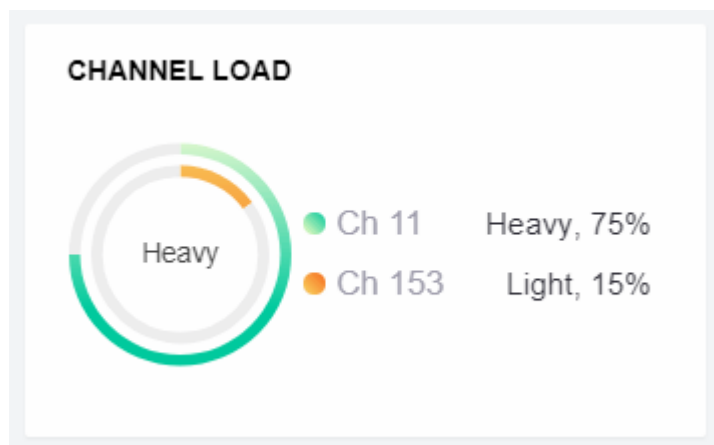 CHANNEL LOAD
Heavy
Ch 11 Heavy, 75%
Ch 153 Light, 15%